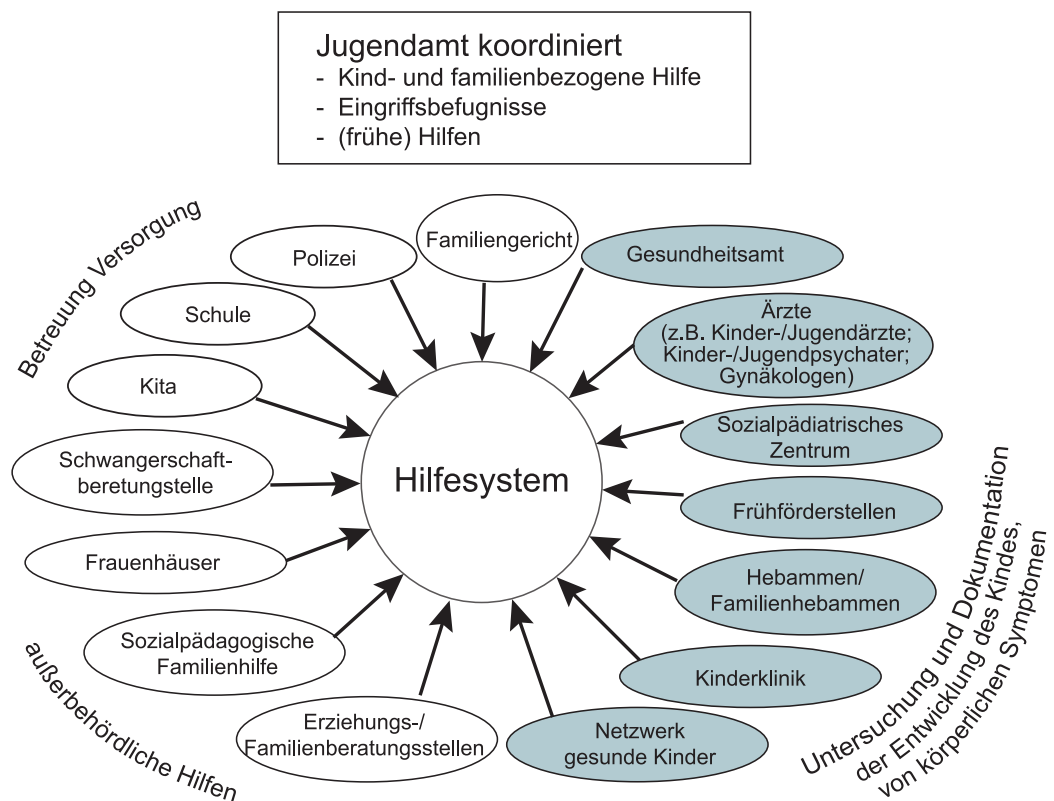 Jugendamt koordiniert
- Kind- und familienbezogene Hilfe
- Eingriffsbefugnisse
- (frühe) Hilfen
Betreuung Versorgung
Familiengericht
Polizei
Gesundheitsamt
Schule
Ärzte
(z.B. Kinder-/Jugendärzte;
Kinder-/Jugendpsychater;
Gynäkologen)
Kita
Sozialpädiatrisches
Zentrum
Schwangerschaft-
beretungstelle
Hilfesystem
Frühförderstellen
Frauenhäuser
Hebammen/
Familienhebammen
Sozialpädagogische
Familienhilfe
Kinderklinik
Erziehungs-/
Familienberatungsstellen
Netzwerk
gesunde Kinder
außerbehördliche Hilfen
Untersuchung und Dokumentation
der Entwicklung des Kindes,
von körperlichen Symptomen